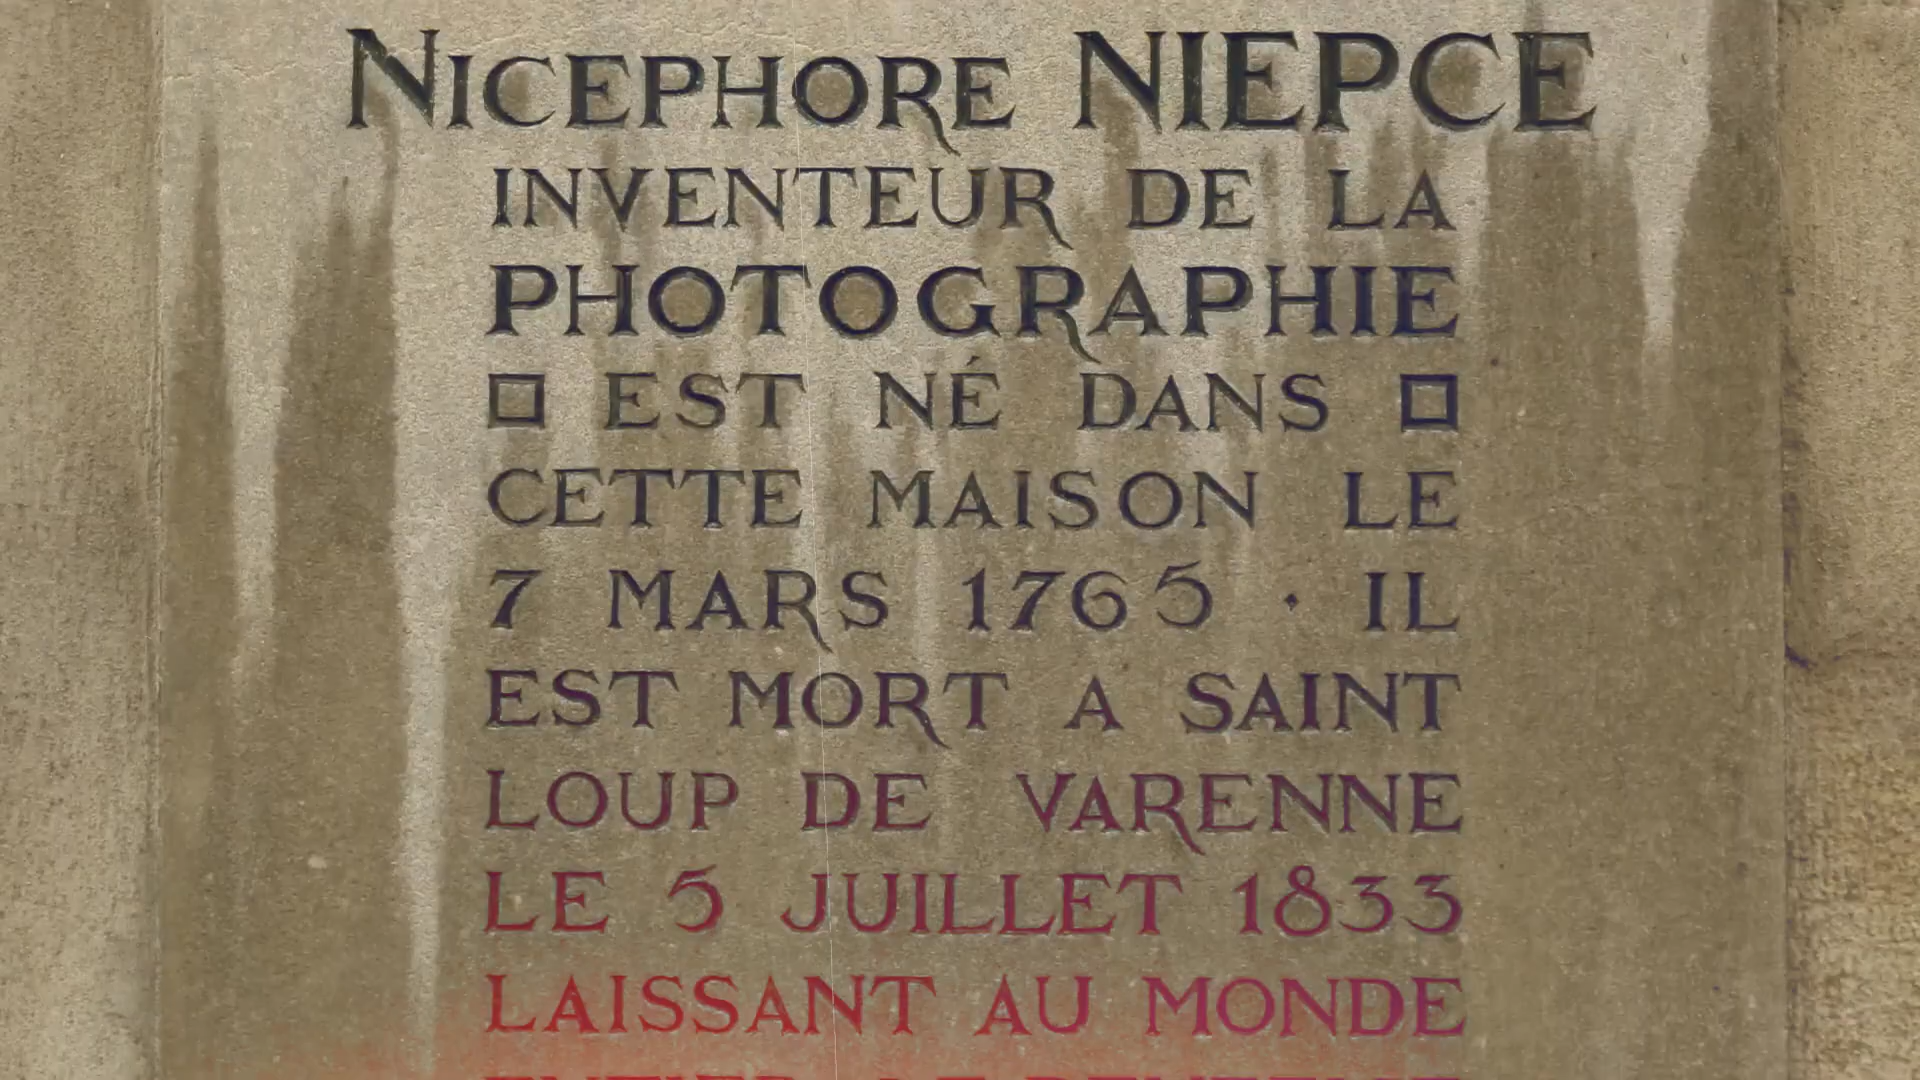 NICEPHORE NIEPCE
INVENTEUR DE LA
PHOTOGRAPHIE
EST NÉ DANS
CETTE MAISON LE
7 MARS 1765 · IL
EST MORT A SAINT
LOUP DE VARENNE
LE 5 JUILLET 1833
LAISSANT AU MONDE